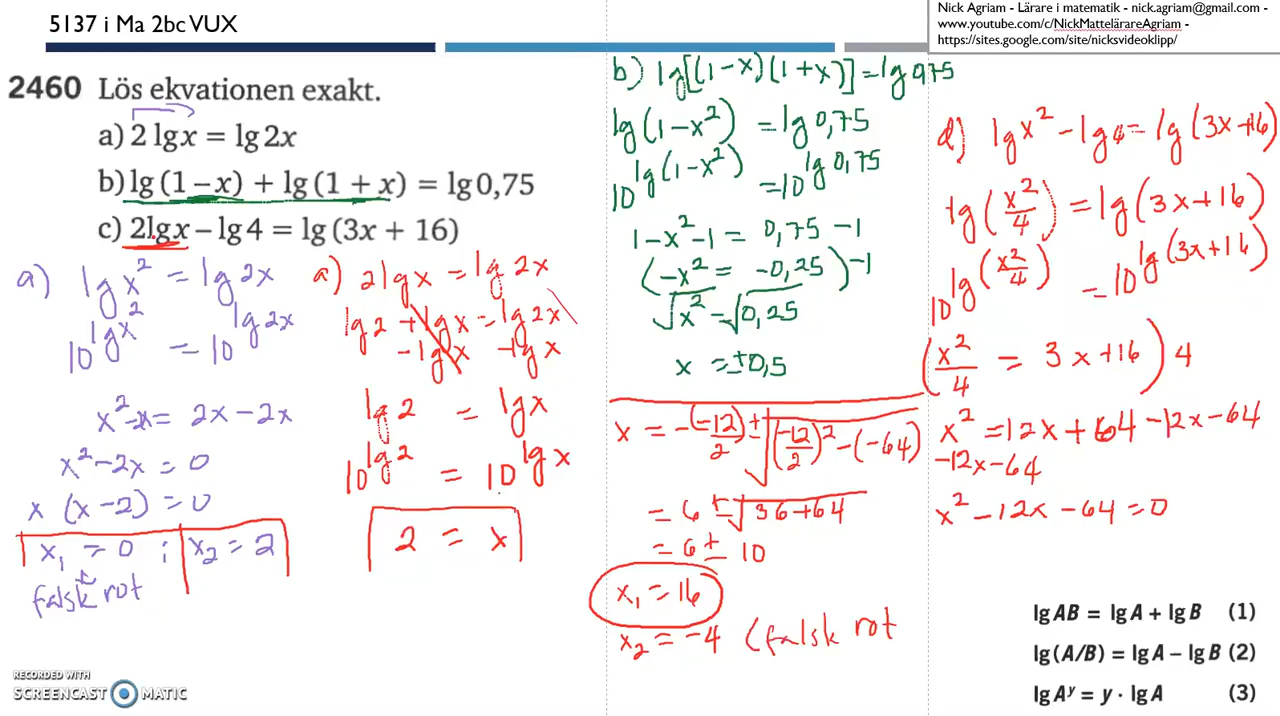 5137 i Ma 2bc VUX
Nick Agriam - Lärare i matematik - nick.agriam@gmail.com -
www.youtube.com/c/NickMattelärareAgriam -
https://sites.google.com/site/nicksvideoklipp/
2460 Lös ekvationen exakt.
a) 2 lg x = lg 2x
b) lg (1 − x) + lg (1 + x) = lg 0,75
c) 2lgx − lg 4 = lg (3x + 16)
a) lg x² = lg 2x
10^(lg x²) = 10^(lg 2x)
x² − 2x = 2x − 2x
x² − 2x = 0
x (x − 2) = 0
x₁ = 0 ; x₂ = 2
falsk rot
a) 2 lg x = lg 2x
lg 2 + lg x = lg 2x
− lg x − lg x
lg 2 = lg x
10^(lg 2) = 10^(lg x)
2 = x
b) lg[(1 − x)(1 + x)] = lg 0,75
lg (1 − x²) = lg 0,75
10^(lg (1 − x²)) = 10^(lg 0,75)
1 − x² − 1 = 0,75 − 1
(−x² = −0,25) −1
√x² = √0,25
x = ±0,5
x = −(−12)/2 ± √((−12/2)² − (−64))
= 6 ± √36+64
= 6 ± 10
x₁ = 16
x₂ = −4 (falsk rot
d) lg x² − lg 4 = lg (3x + 16)
lg (x²/4) = lg (3x + 16)
10^(lg (x²/4)) = 10^(lg (3x + 16))
(x²/4 = 3x + 16) 4
x² = 12x + 64 − 12x − 64
−12x − 64
x² − 12x − 64 = 0
lg AB = lg A + lg B (1)
lg (A/B) = lg A − lg B (2)
lg Aʸ = y · lg A (3)
RECORDED WITH
SCREENCAST MATIC